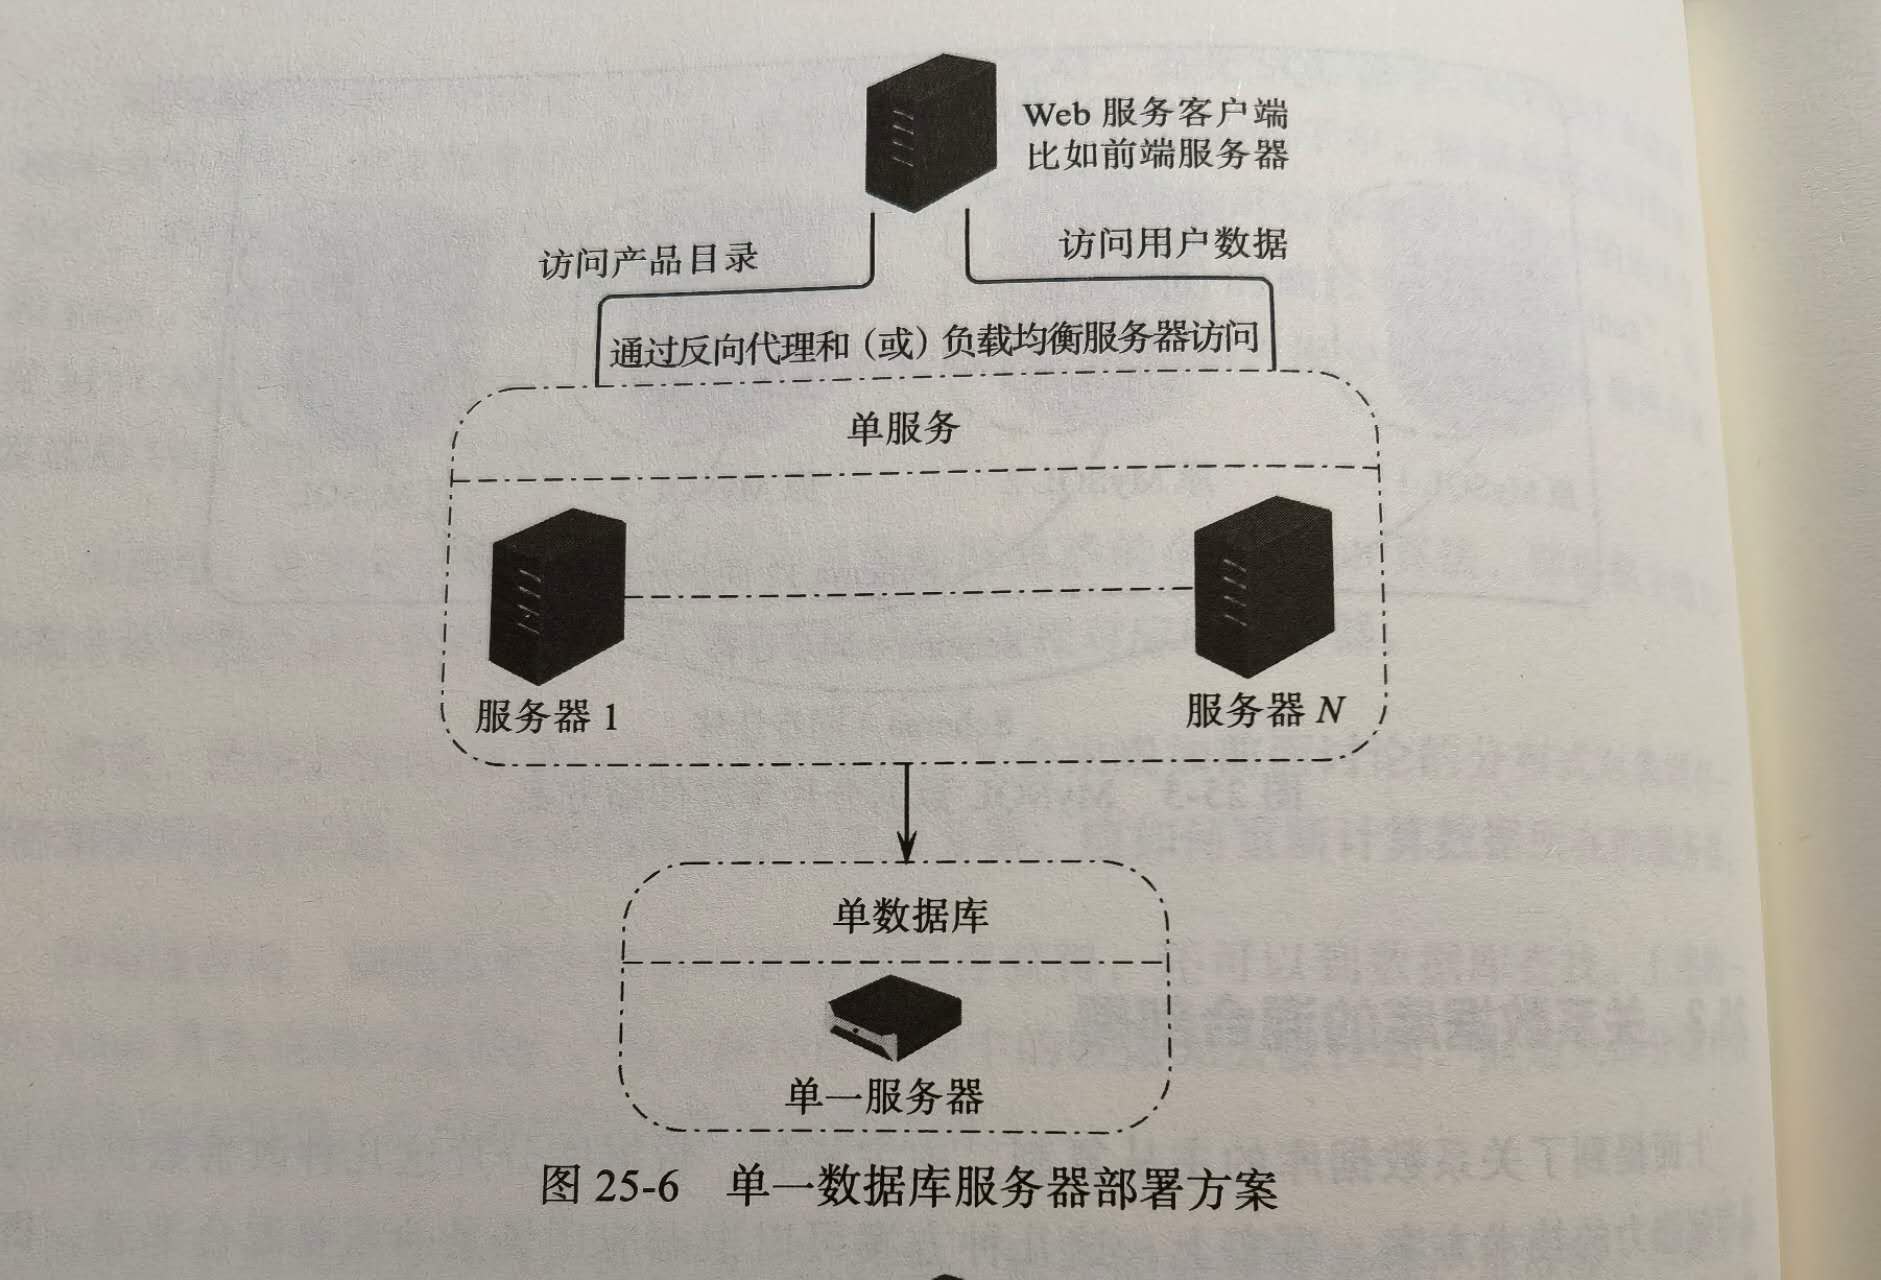 Web 服务客户端
比如前端服务器
访问产品目录
访问用户数据
通过反向代理和（或）负载均衡服务器访问
单服务
服务器 1
服务器 N
单数据库
单一服务器
图 25-6 单一数据库服务器部署方案